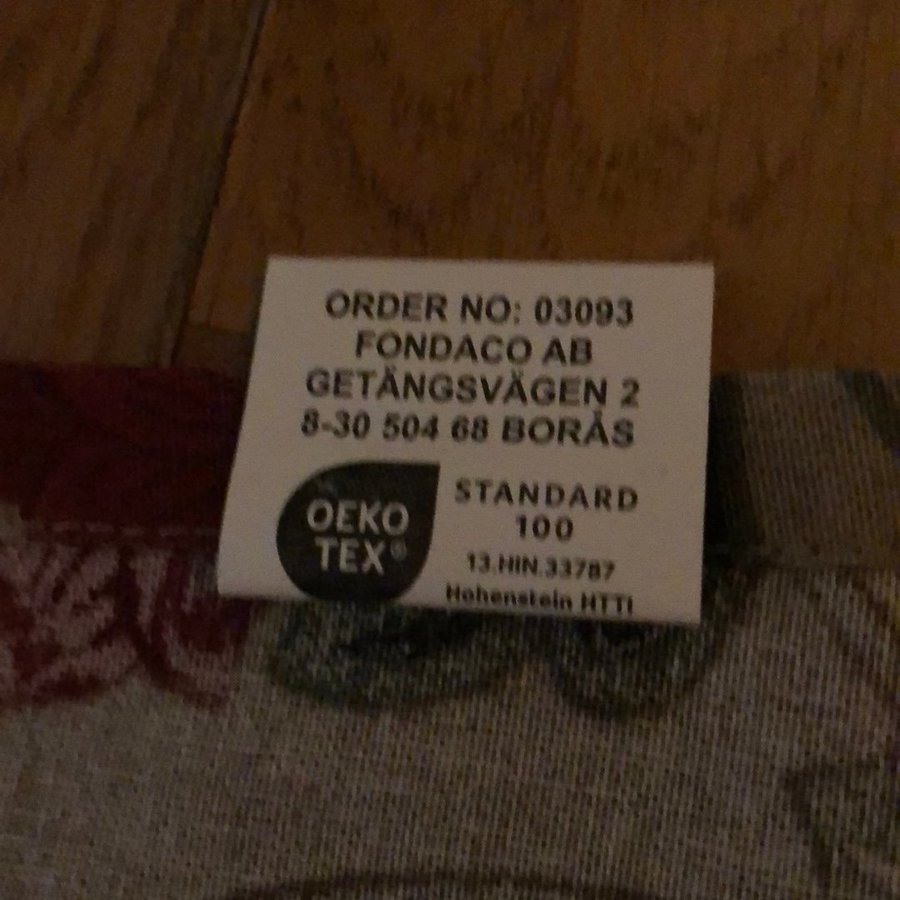 ORDER NO: 03093
FONDACO AB
GETÄNGSVÄGEN 2
8-30 504 68 BORÅS
OEKO
TEX®
STANDARD
100
13.HIN.33787
Hohenstein HTTI